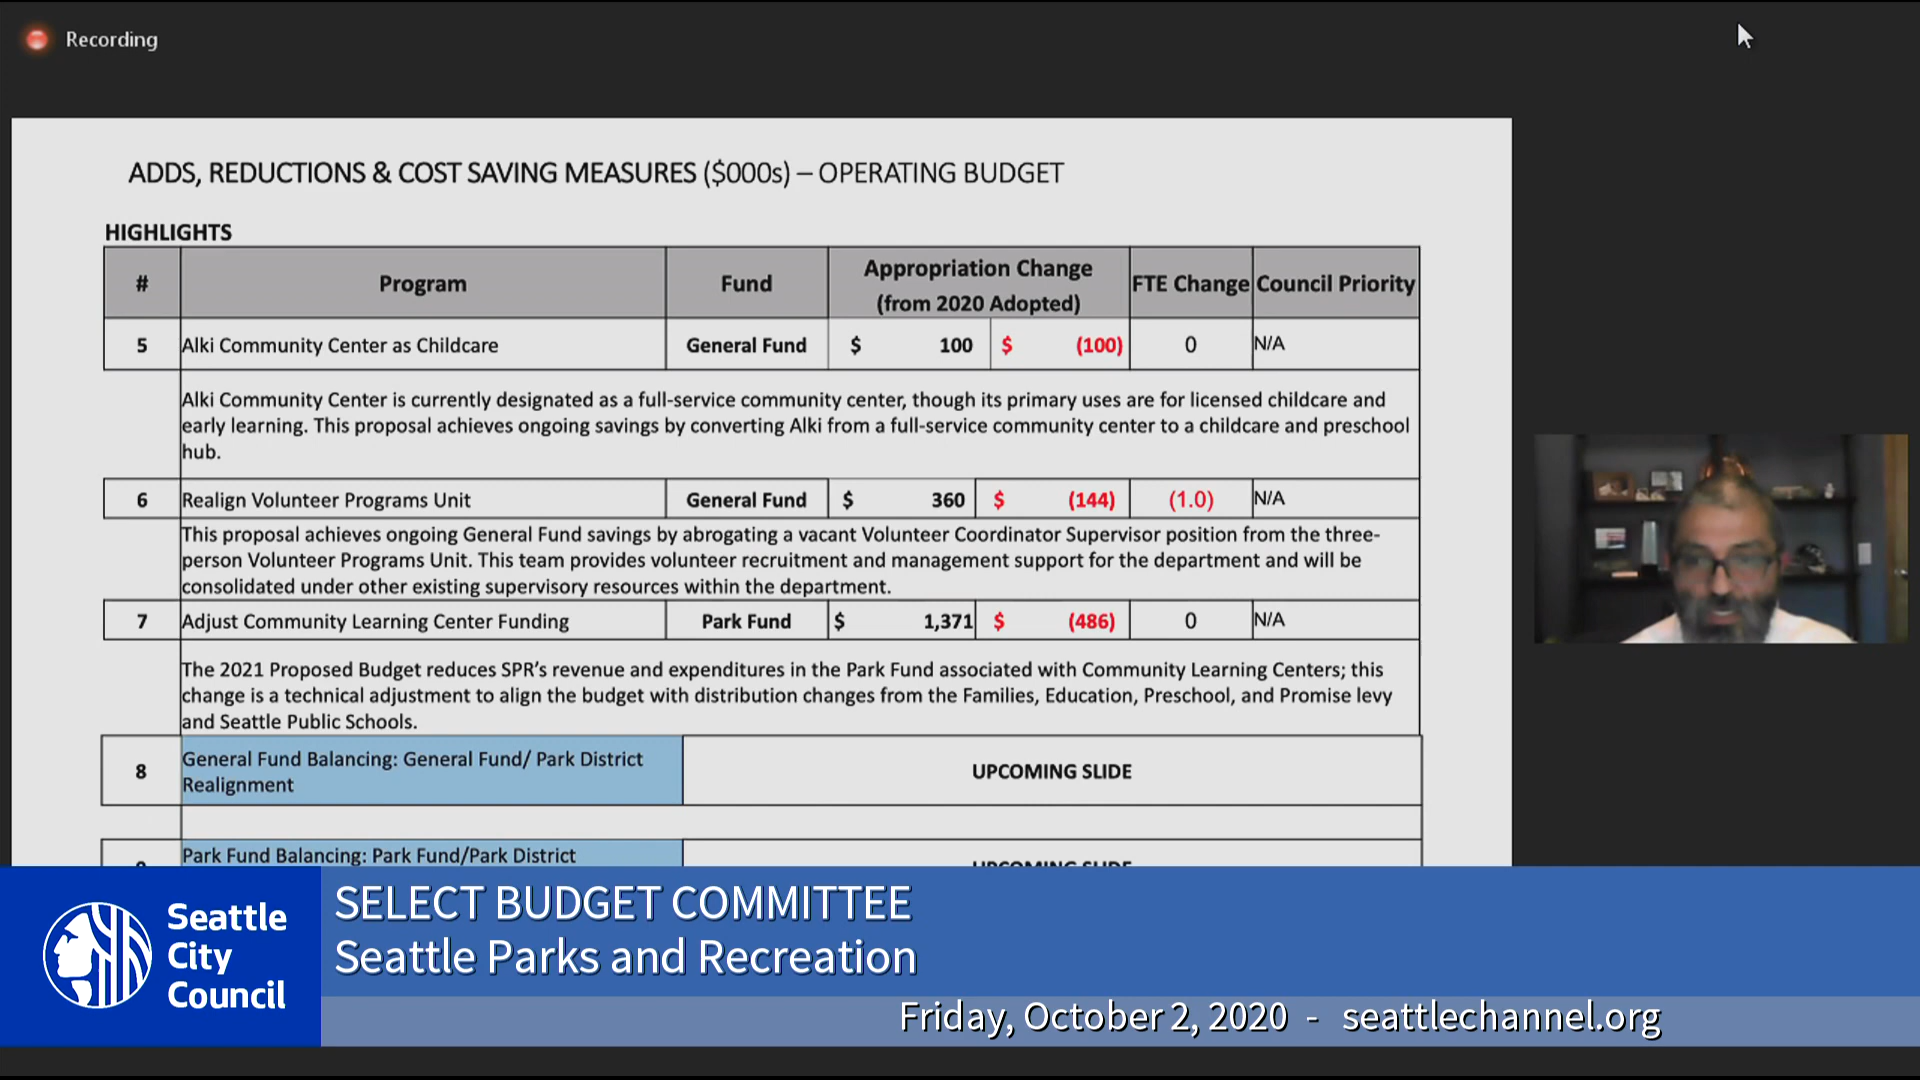 Recording
ADDS, REDUCTIONS & COST SAVING MEASURES ($000s) – OPERATING BUDGET
HIGHLIGHTS
# Program Fund Appropriation Change (from 2020 Adopted) FTE Change Council Priority
5 Alki Community Center as Childcare General Fund $ 100 $ (100) 0 N/A
Alki Community Center is currently designated as a full-service community center, though its primary uses are for licensed childcare and
early learning. This proposal achieves ongoing savings by converting Alki from a full-service community center to a childcare and preschool
hub.
6 Realign Volunteer Programs Unit General Fund $ 360 $ (144) (1.0) N/A
This proposal achieves ongoing General Fund savings by abrogating a vacant Volunteer Coordinator Supervisor position from the three-
person Volunteer Programs Unit. This team provides volunteer recruitment and management support for the department and will be
consolidated under other existing supervisory resources within the department.
7 Adjust Community Learning Center Funding Park Fund $ 1,371 $ (486) 0 N/A
The 2021 Proposed Budget reduces SPR's revenue and expenditures in the Park Fund associated with Community Learning Centers; this
change is a technical adjustment to align the budget with distribution changes from the Families, Education, Preschool, and Promise levy
and Seattle Public Schools.
8 General Fund Balancing: General Fund/ Park District UPCOMING SLIDE
Realignment
Park Fund Balancing: Park Fund/Park District UPCOMING SLIDE
Seattle
City
Council
SELECT BUDGET COMMITTEE
Seattle Parks and Recreation
Friday, October 2, 2020 - seattlechannel.org